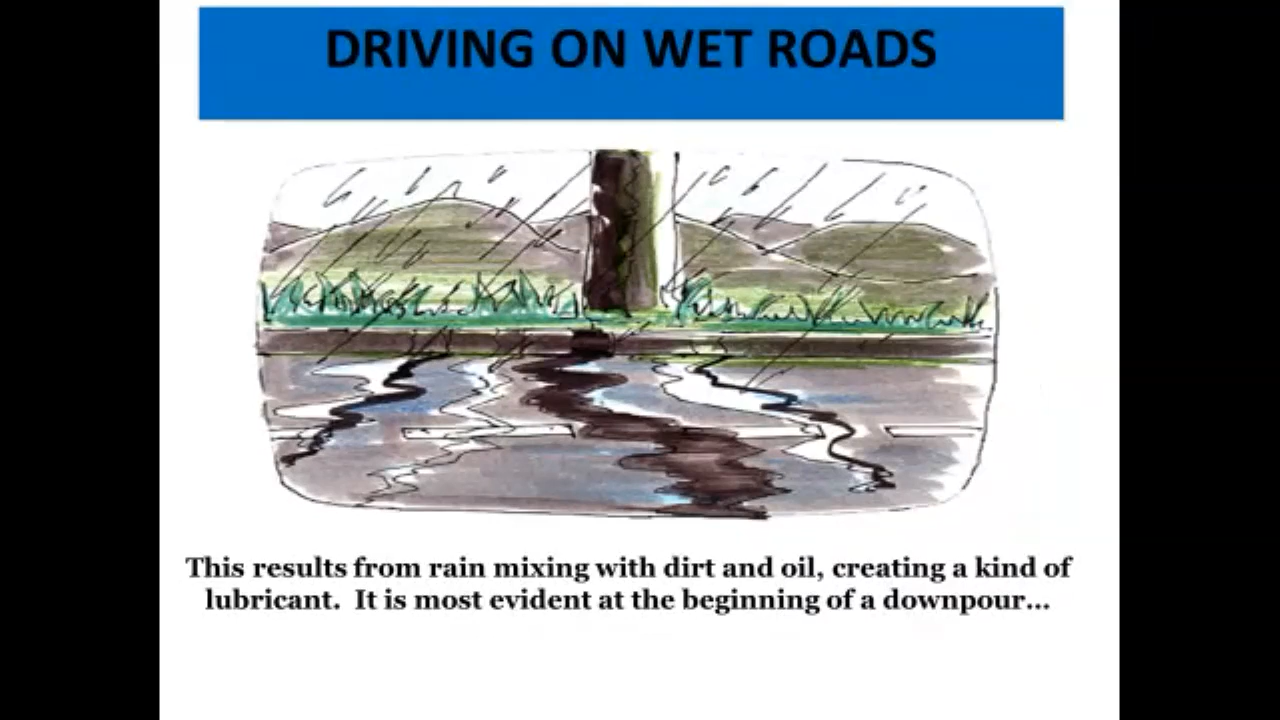 DRIVING ON WET ROADS
This results from rain mixing with dirt and oil, creating a kind of
lubricant.  It is most evident at the beginning of a downpour...